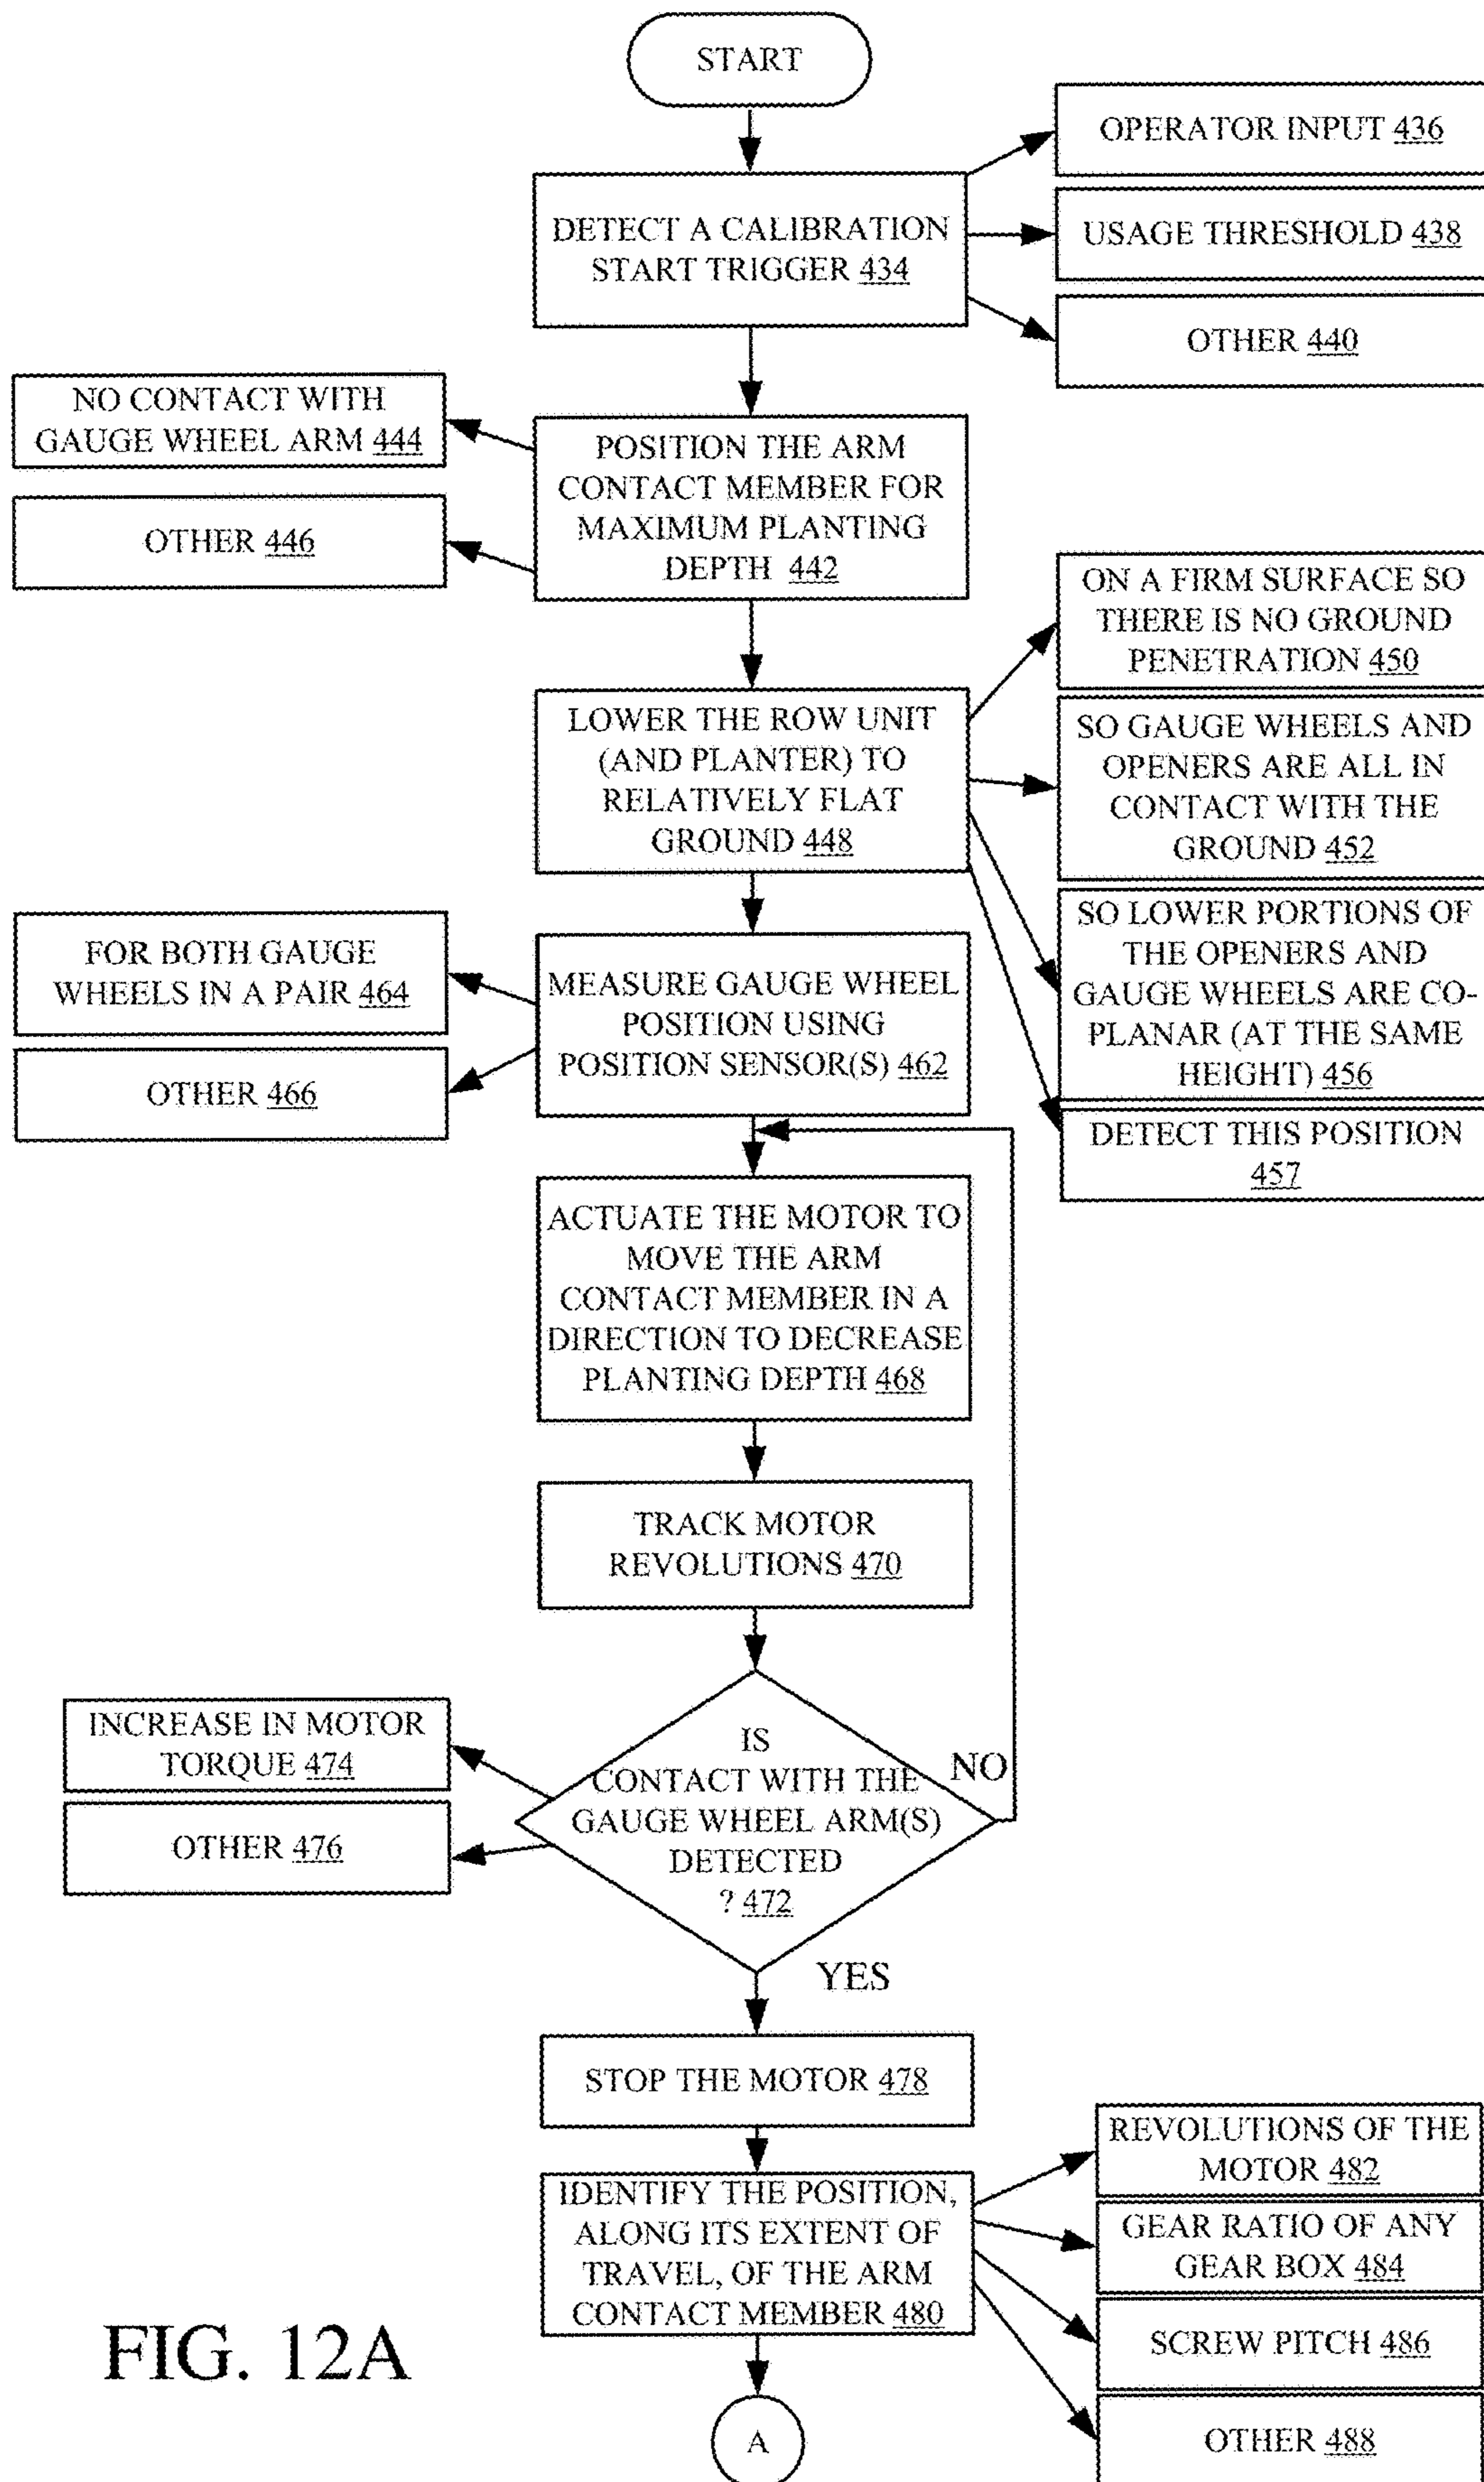 START
DETECT A CALIBRATION
START TRIGGER 434
OPERATOR INPUT 436
USAGE THRESHOLD 438
OTHER 440
POSITION THE ARM
CONTACT MEMBER FOR
MAXIMUM PLANTING
DEPTH 442
NO CONTACT WITH
GAUGE WHEEL ARM 444
OTHER 446
LOWER THE ROW UNIT
(AND PLANTER) TO
RELATIVELY FLAT
GROUND 448
ON A FIRM SURFACE SO
THERE IS NO GROUND
PENETRATION 450
SO GAUGE WHEELS AND
OPENERS ARE ALL IN
CONTACT WITH THE
GROUND 452
SO LOWER PORTIONS OF
THE OPENERS AND
GAUGE WHEELS ARE CO-
PLANAR (AT THE SAME
HEIGHT) 456
DETECT THIS POSITION
457
MEASURE GAUGE WHEEL
POSITION USING
POSITION SENSOR(S) 462
FOR BOTH GAUGE
WHEELS IN A PAIR 464
OTHER 466
ACTUATE THE MOTOR TO
MOVE THE ARM
CONTACT MEMBER IN A
DIRECTION TO DECREASE
PLANTING DEPTH 468
TRACK MOTOR
REVOLUTIONS 470
IS
CONTACT WITH THE
GAUGE WHEEL ARM(S)
DETECTED
? 472
NO
INCREASE IN MOTOR
TORQUE 474
OTHER 476
YES
STOP THE MOTOR 478
IDENTIFY THE POSITION,
ALONG ITS EXTENT OF
TRAVEL, OF THE ARM
CONTACT MEMBER 480
REVOLUTIONS OF THE
MOTOR 482
GEAR RATIO OF ANY
GEAR BOX 484
SCREW PITCH 486
OTHER 488
A
FIG. 12A